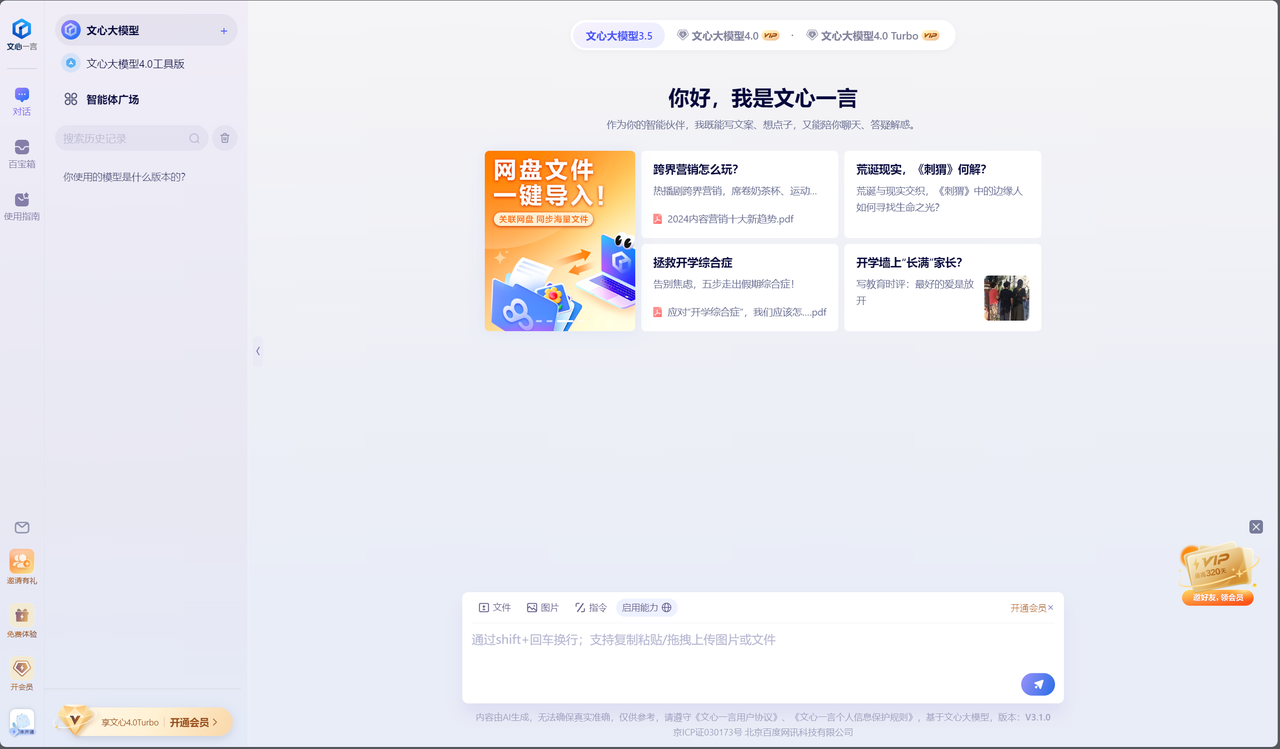 文心一言
对话
百宝箱
使用指南
邀请有礼
免费体验
开会员
文心大模型 +
文心大模型4.0工具版
智能体广场
搜索历史记录
你使用的模型是什么版本的?
享文心4.0Turbo 开通会员
文心大模型3.5
文心大模型4.0 VIP
·
文心大模型4.0 Turbo VIP
你好，我是文心一言
作为你的智能伙伴，我既能写文案、想点子，又能陪你聊天、答疑解惑。
网盘文件
一键导入！
关联网盘 同步海量文件
跨界营销怎么玩?
热播剧跨界营销，席卷奶茶杯、运动...
2024内容营销十大新趋势.pdf
荒诞现实，《刺猬》何解?
荒诞与现实交织，《刺猬》中的边缘人
如何寻找生命之光?
拯救开学综合症
告别焦虑，五步走出假期综合症！
应对“开学综合症”，我们应该怎....pdf
开学墙上“长满”家长?
写教育时评：最好的爱是放
开
VIP
320天
邀好友，领会员
文件
图片
指令
启用能力
开通会员×
通过shift+回车换行；支持复制粘贴/拖拽上传图片或文件
内容由AI生成，无法确保真实准确，仅供参考，请遵守《文心一言用户协议》、《文心一言个人信息保护规则》，基于文心大模型，版本：V3.1.0
京ICP证030173号 北京百度网讯科技有限公司